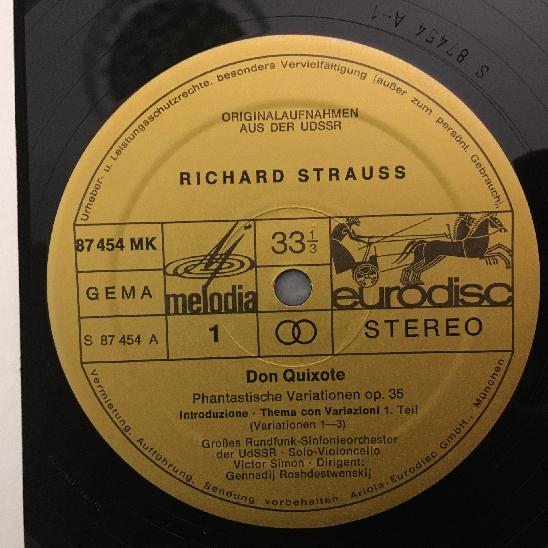 S 87454 A-1
Urheber- u. Leistungsschutzrechte, besonders Vervielfältigung (außer zum persönl. Gebrauch),
ORIGINALAUFNAHMEN
AUS DER UDSSR
RICHARD STRAUSS
87 454 MK
33 1/3
GEMA
melodia
eurodisc
S 87 454 A
1
STEREO
Don Quixote
Phantastische Variationen op. 35
Introduzione · Thema con Variazioni 1. Teil
(Variationen 1—3)
Großes Rundfunk-Sinfonieorchester
der UdSSR · Solo-Violoncello
Victor Simon · Dirigent:
Gennadij Roshdestwenskij
Vermietung, Aufführung, Sendung vorbehalten. Ariola-Eurodisc GmbH., München